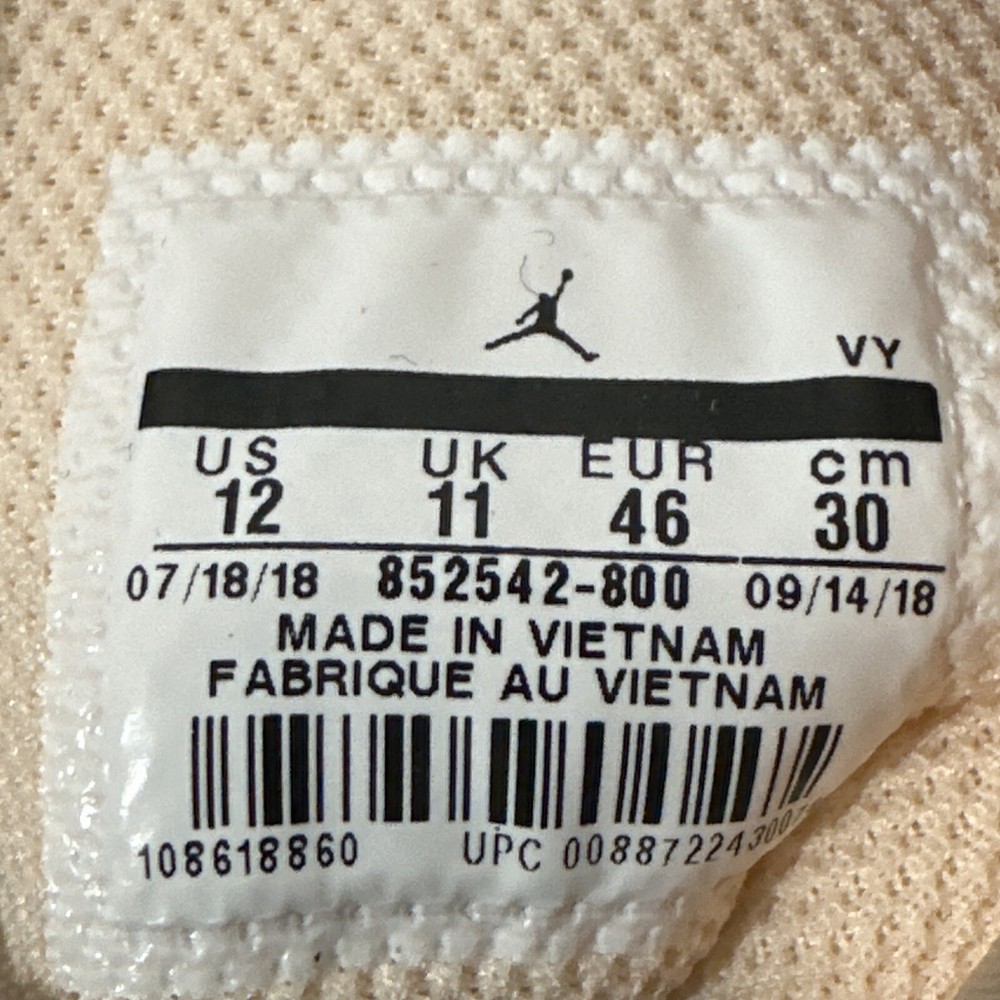 VY
US UK EUR cm
12 11 46 30
07/18/18 852542-800 09/14/18
MADE IN VIETNAM
FABRIQUE AU VIETNAM
108618860 UPC 00887224300